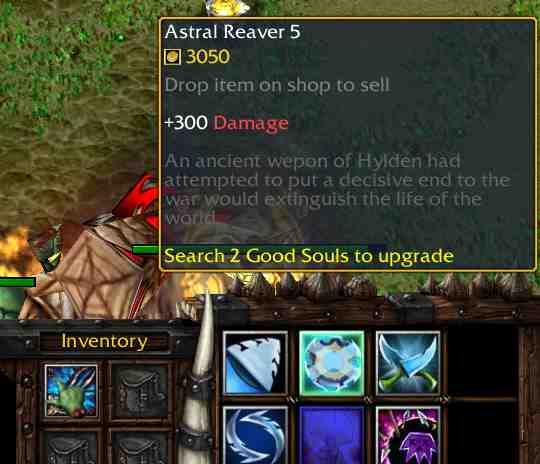 Astral Reaver 5
3050
Drop item on shop to sell
+300 Damage
An ancient wepon of Hylden had
attempted to put a decisive end to the
war would extinguish the life of the
world.
Search 2 Good Souls to upgrade
Inventory